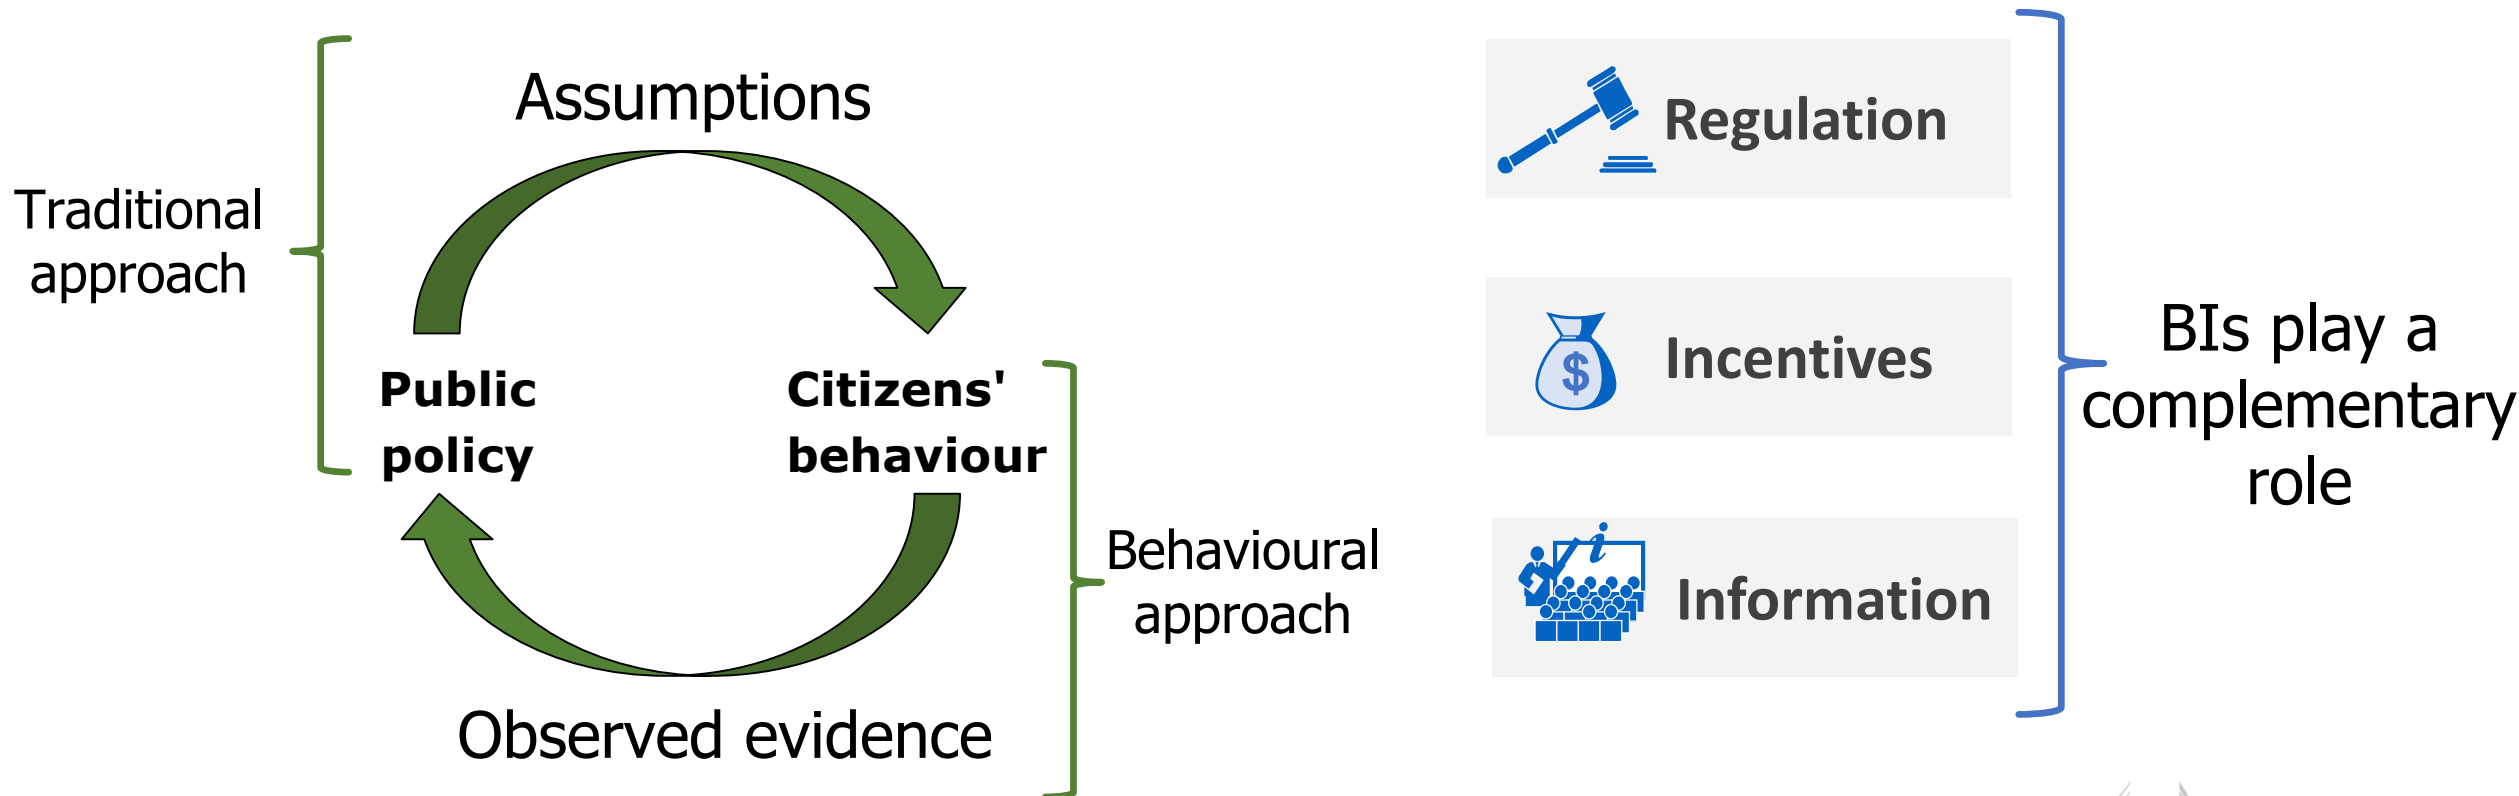 Assumptions
Traditional
approach
Public
policy
Citizens'
behaviour
Behavioural
approach
Observed evidence
Regulation
$
Incentives
i
Information
BIs play a
complementary
role